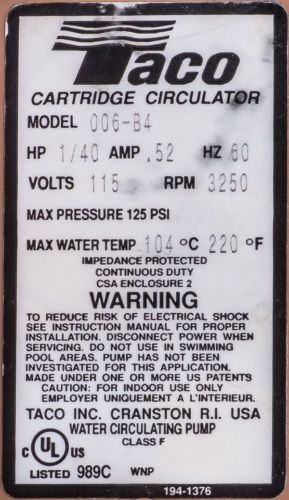 Taco
CARTRIDGE CIRCULATOR
MODEL 006-B4
HP 1/40 AMP .52 HZ 60
VOLTS 115 RPM 3250
MAX PRESSURE 125 PSI
MAX WATER TEMP 104 °C 220 °F
IMPEDANCE PROTECTED
CONTINUOUS DUTY
CSA ENCLOSURE 2
WARNING
TO REDUCE RISK OF ELECTRICAL SHOCK
SEE INSTRUCTION MANUAL FOR PROPER
INSTALLATION. DISCONNECT POWER WHEN
SERVICING. DO NOT USE IN SWIMMING
POOL AREAS. PUMP HAS NOT BEEN
INVESTIGATED FOR THIS APPLICATION.
MADE UNDER ONE OR MORE US PATENTS
CAUTION: FOR INDOOR USE ONLY
EMPLOYER UNIQUEMENT A L'INTERIEUR.
TACO INC. CRANSTON R.I. USA
WATER CIRCULATING PUMP
CLASS F
C UL US ®
LISTED 989C WNP
194-1376